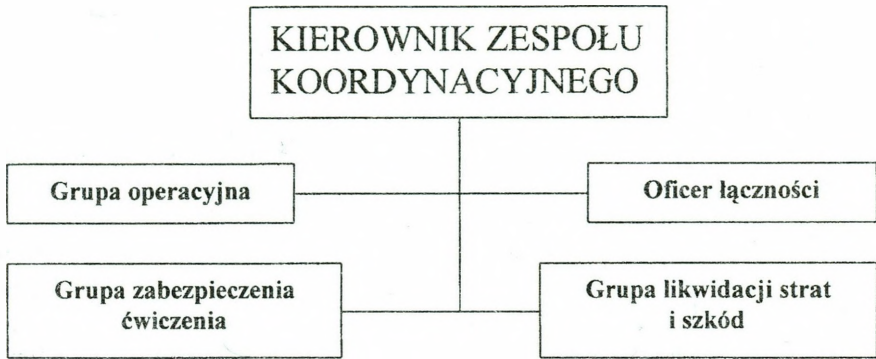 KIEROWNIK ZESPOŁU
KOORDYNACYJNEGO
Grupa operacyjna
Oficer łączności
Grupa zabezpieczenia
ćwiczenia
Grupa likwidacji strat
i szkód